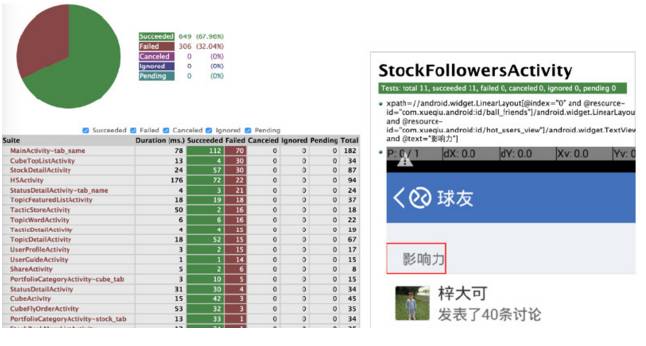 Succeeded 649 (67.96%)
Failed 306 (32.04%)
Canceled 0 (0%)
Ignored 0 (0%)
Pending 0 (0%)
Succeeded Failed Canceled Ignored Pending
Suite Duration (ms.) Succeeded Failed Canceled Ignored Pending Total
MainActivity-tab_name 78 112 70 0 0 0 182
CubeTopListActivity 13 4 30 0 0 0 34
StockDetailActivity 24 57 30 0 0 0 87
HSActivity 176 72 22 0 0 0 94
StatusDetailActivity-tab_name 4 3 21 0 0 0 24
TopicFeaturedListActivity 18 19 18 0 0 0 37
TacticStoreActivity 50 2 16 0 0 0 18
TopicWordActivity 6 6 16 0 0 0 22
TacticDetailActivity 4 4 15 0 0 0 19
TopicDetailActivity 18 52 15 0 0 0 67
UserProfileActivity 3 2 15 0 0 0 17
UserGuideActivity 1 1 14 0 0 0 15
ShareActivity 5 2 6 0 0 0 8
PortfolioCategoryActivity-cube_tab 3 10 5 0 0 0 15
StatusDetailActivity 31 30 4 0 0 0 34
CubeActivity 15 42 3 0 0 0 45
CubeFlyOrderActivity 53 32 3 0 0 0 35
PortfolioCategoryActivity-stock_tab 13 33 1 0 0 0 34
StockFollowersActivity
Tests: total 11, succeeded 11, failed 0, canceled 0, ignored 0, pending 0
xpath=//android.widget.LinearLayout[@index="0" and @resource-
id="com.xueqiu.android:id/ball_friends"]/android.widget.LinearLayout
and @resource-
id="com.xueqiu.android:id/hot_users_view"]/android.widget.TextView
and @text="影响力"]
P: 0 / 1 dX: 0.0 dY: 0.0 Xv: 0.0 Yv: 0
球友
影响力
梓大可
发表了40条讨论